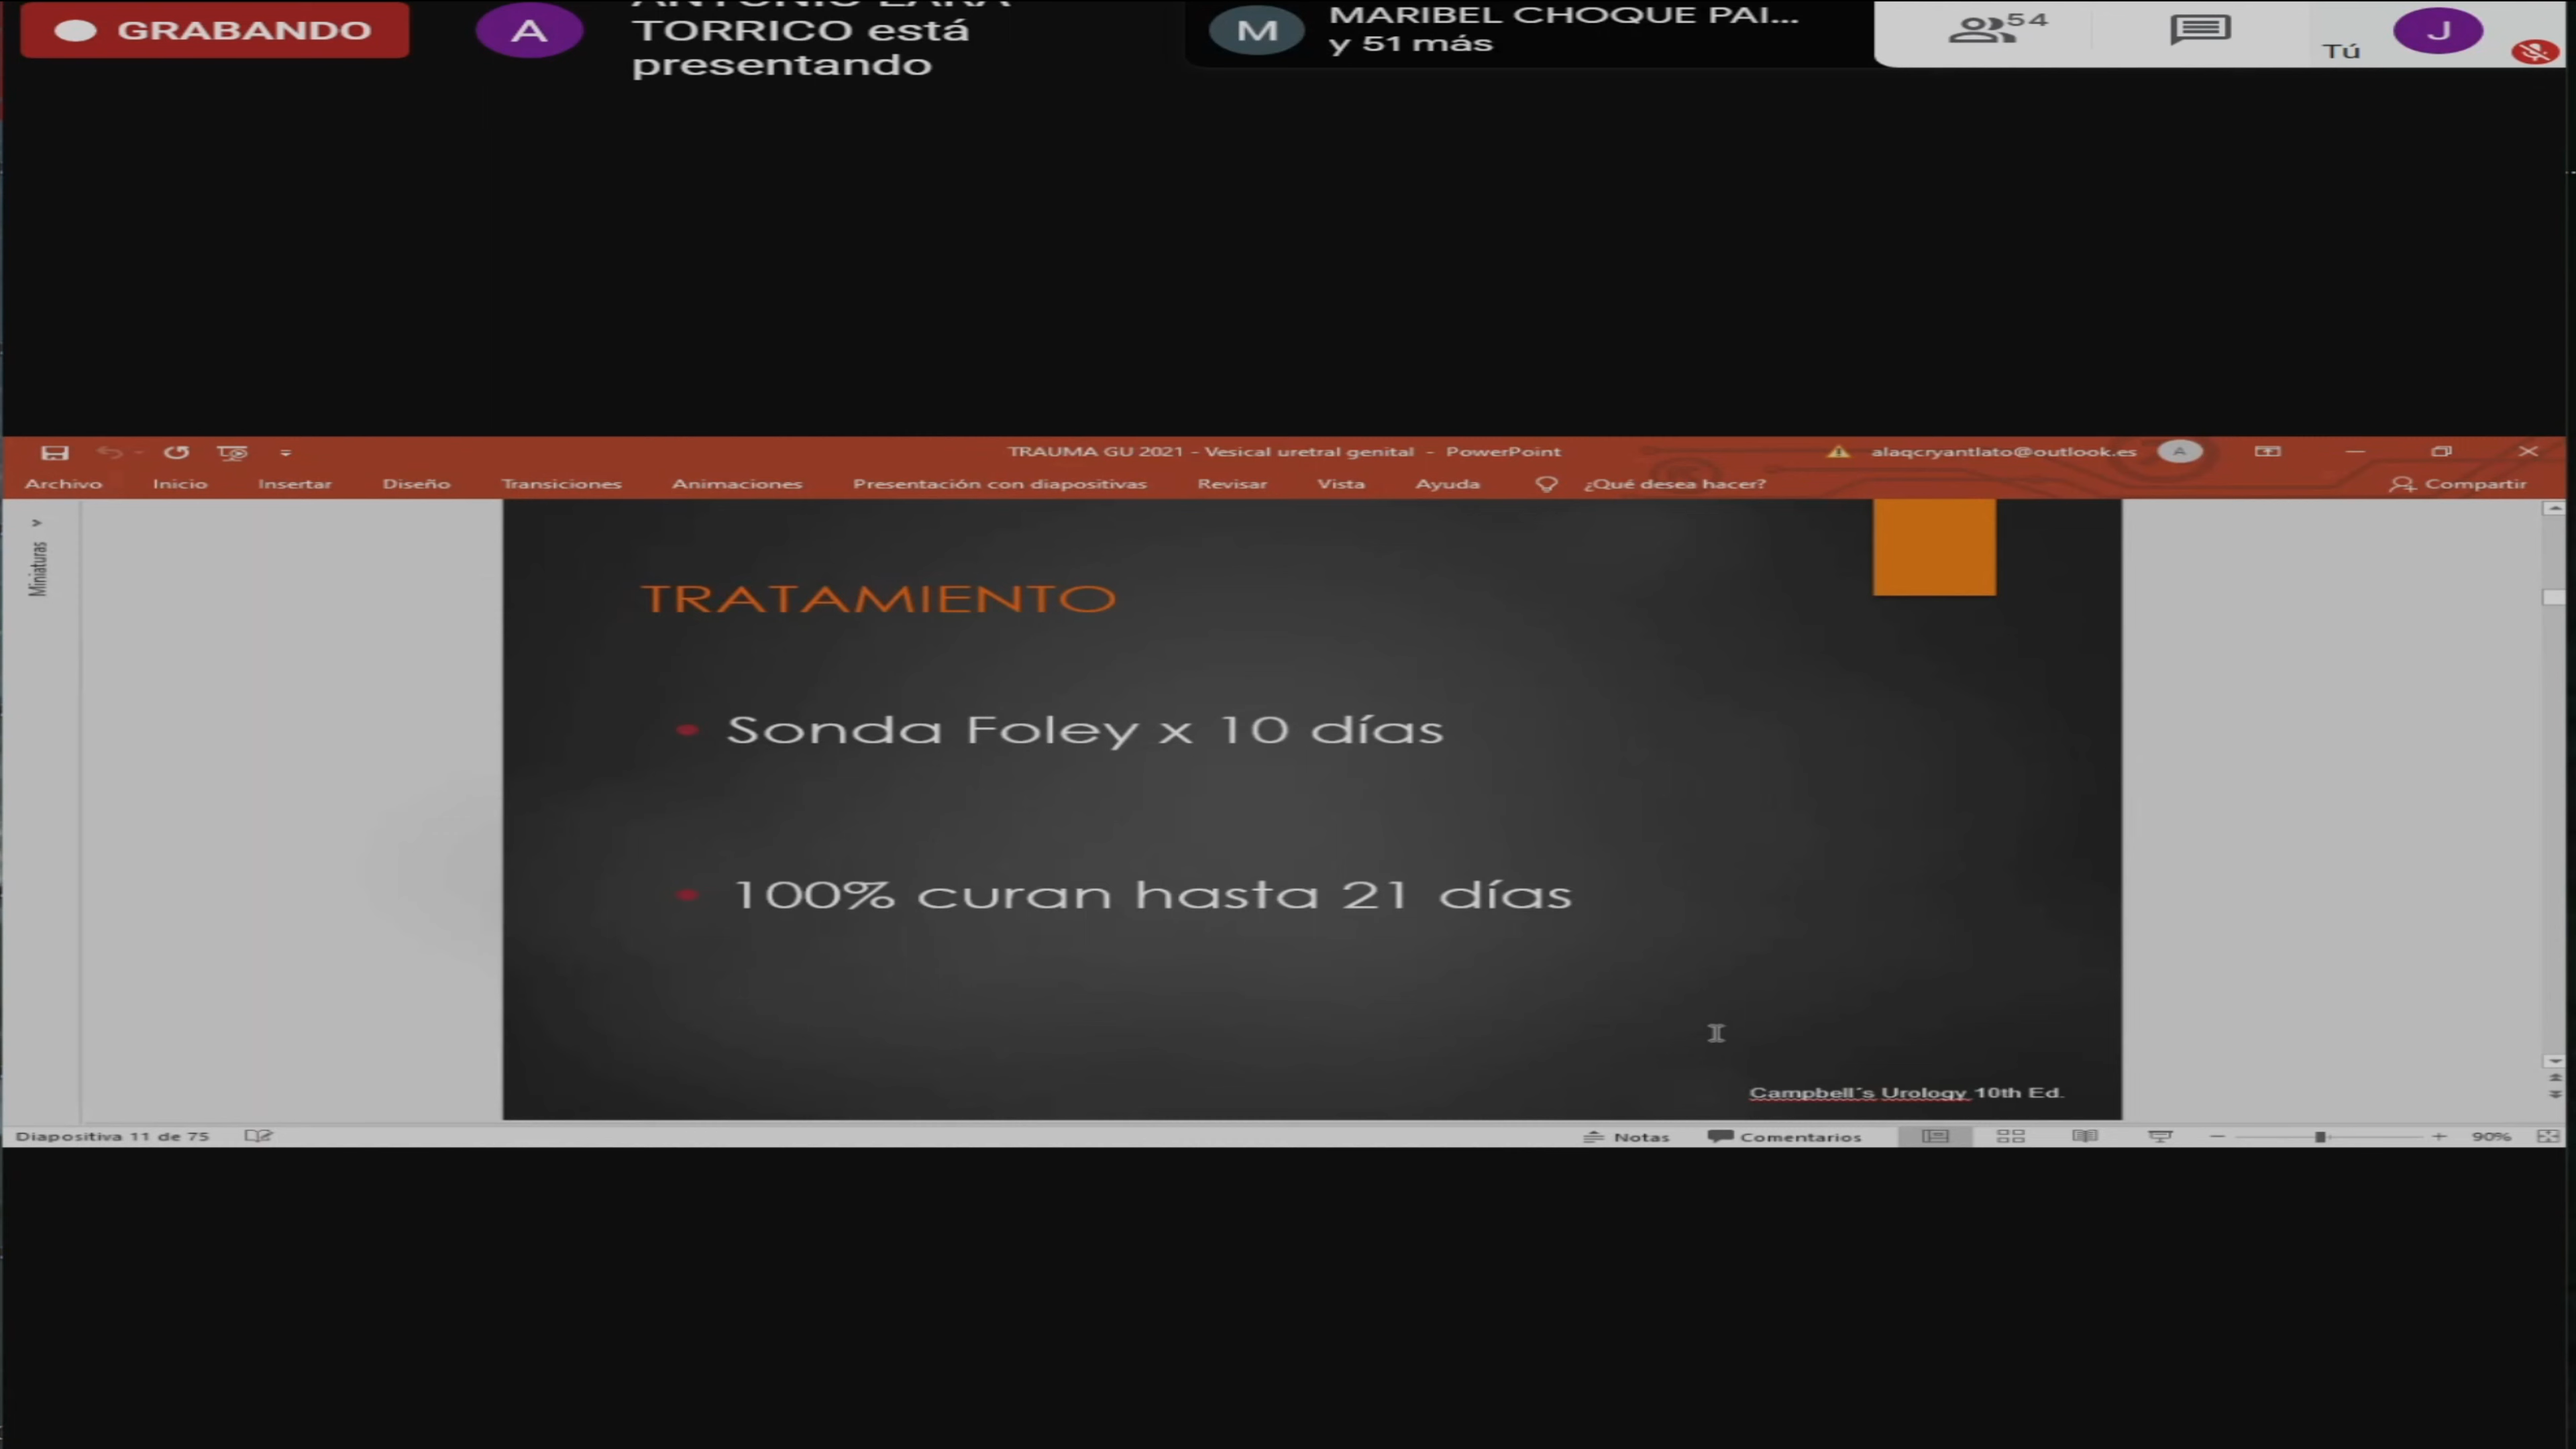 GRABANDO
A
TORRICO está
presentando
M
MARIBEL CHOQUE PAI...
y 51 más
54
Tú
J
TRAUMA GU 2021 - Vesical uretral genital - PowerPoint
alaqcryantlato@outlook.es
A
Archivo Inicio Insertar Diseño Transiciones Animaciones Presentación con diapositivas Revisar Vista Ayuda ¿Qué desea hacer? Compartir
Miniaturas
TRATAMIENTO
• Sonda Foley x 10 días
• 100% curan hasta 21 días
Campbell´s Urology 10th Ed.
Diapositiva 11 de 75
Notas Comentarios 90%